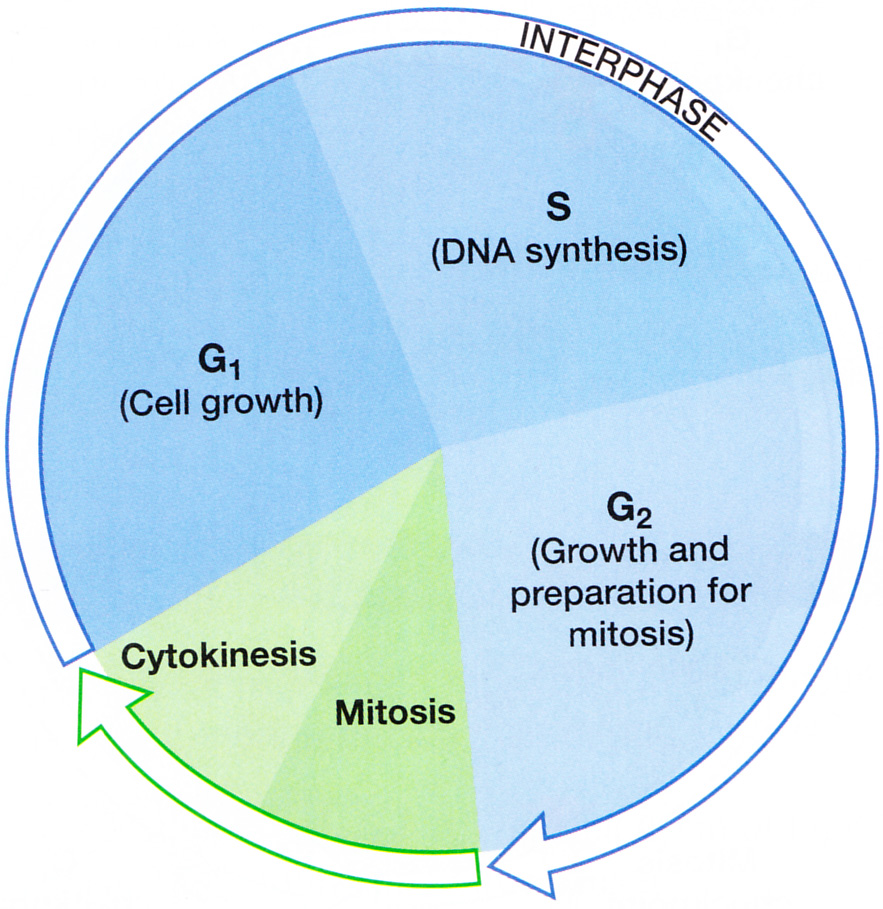 INTERPHASE
S
(DNA synthesis)
G₁
(Cell growth)
G₂
(Growth and
preparation for
mitosis)
Cytokinesis
Mitosis